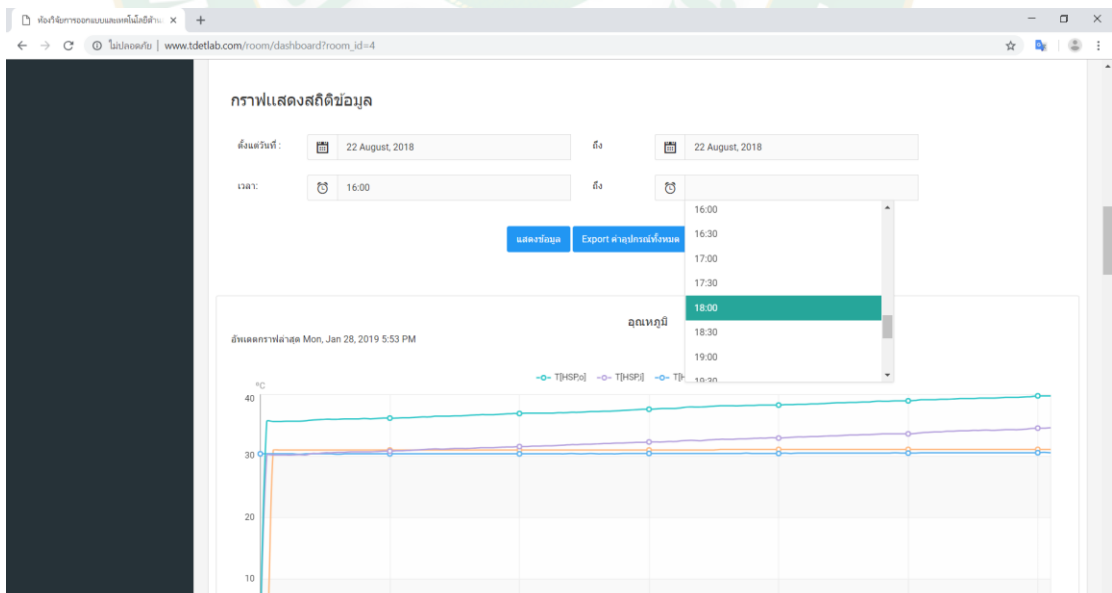 ห้องวิจัยการออกแบบและเทคโนโลยีด้าน
ไม่ปลอดภัย | www.tdetlab.com/room/dashboard?room_id=4
กราฟแสดงสถิติข้อมูล
ตั้งแต่วันที่ : 22 August, 2018 ถึง 22 August, 2018
เวลา: 16:00 ถึง
16:00
16:30
17:00
17:30
18:00
18:30
19:00
19:30
แสดงข้อมูล Export ค่าอุปกรณ์ทั้งหมด
อุณหภูมิ
อัพเดตกราฟล่าสุด Mon, Jan 28, 2019 5:53 PM
T[HSP,o] T[HSP,i] T[H
°C
40
30
20
10